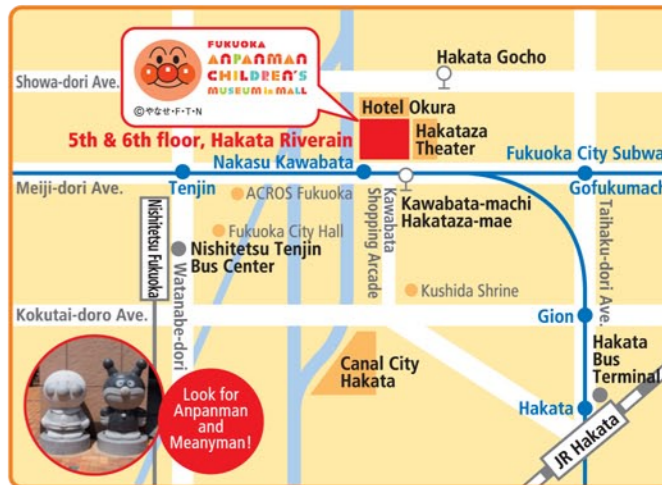 FUKUOKA
ANPANMAN
CHILDREN'S
MUSEUM in MALL
©やなせ・F・T・N
Hakata Gocho
Showa-dori Ave.
Hotel Okura
5th & 6th floor, Hakata Riverain
Hakataza
Theater
Nakasu Kawabata
Fukuoka City Subwa
Meiji-dori Ave.
Tenjin
Gofukumach
ACROS Fukuoka
Kawabata-machi
Hakataza-mae
Kawabata
Shopping Arcade
Taihaku-dori Ave.
Nishitetsu Fukuoka
Fukuoka City Hall
Nishitetsu Tenjin
Bus Center
Watanabe-dori
Kushida Shrine
Kokutai-doro Ave.
Gion
Hakata
Bus
Terminal
Canal City
Hakata
Look for
Anpanman
and
Meanyman!
Hakata
JR Hakata